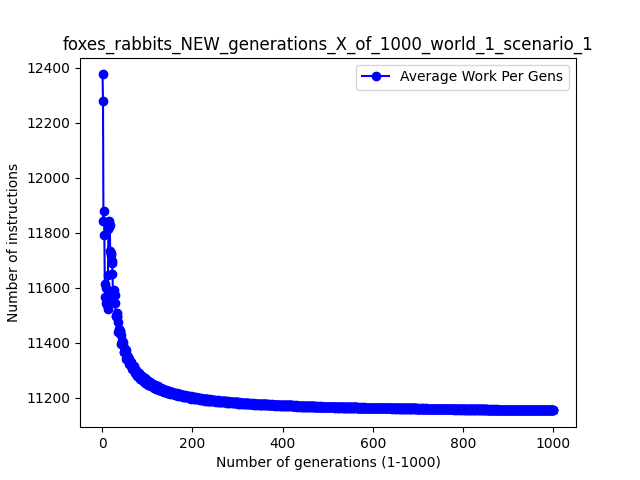 foxes_rabbits_NEW_generations_X_of_1000_world_1_scenario_1
Average Work Per Gens
Number of instructions
12400
12200
12000
11800
11600
11400
11200
0 200 400 600 800 1000
Number of generations (1-1000)